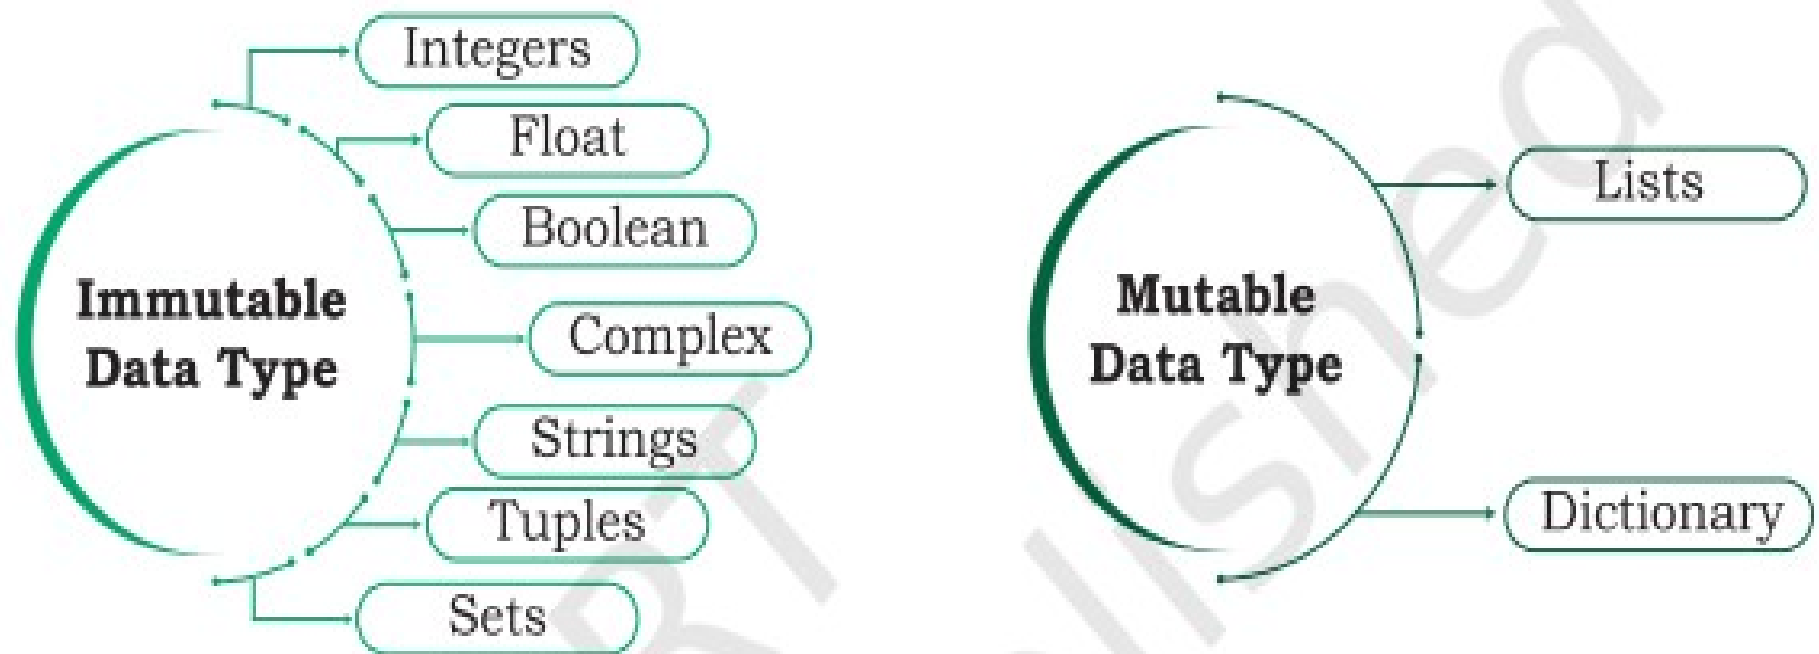 Immutable
Data Type
Integers
Float
Boolean
Complex
Strings
Tuples
Sets
Mutable
Data Type
Lists
Dictionary